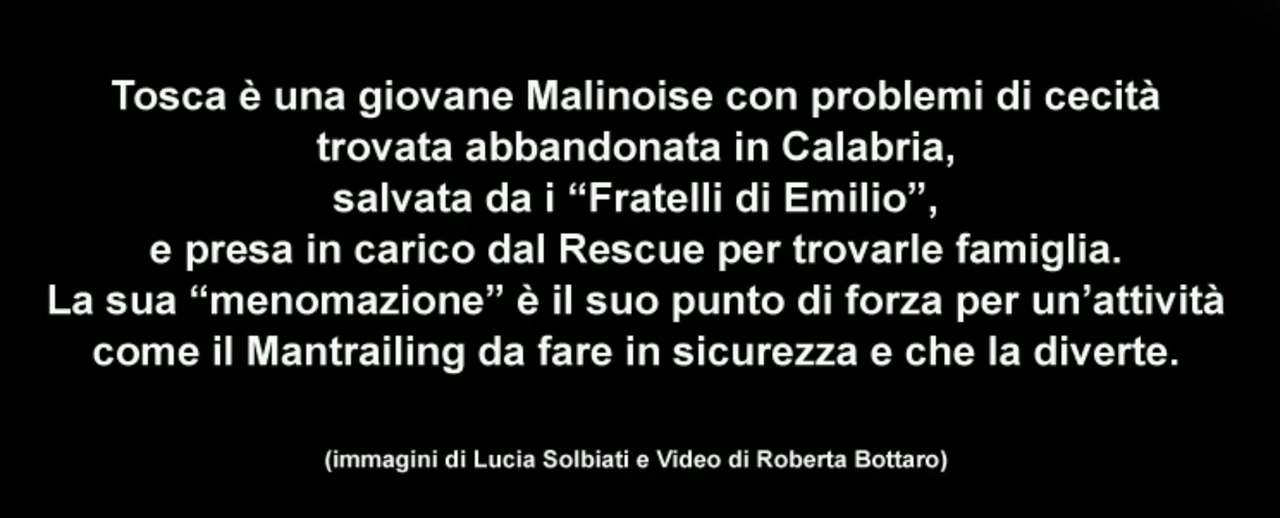 Tosca è una giovane Malinoise con problemi di cecità
trovata abbandonata in Calabria,
salvata da i “Fratelli di Emilio”,
e presa in carico dal Rescue per trovarle famiglia.
La sua “menomazione” è il suo punto di forza per un’attività
come il Mantrailing da fare in sicurezza e che la diverte.
(immagini di Lucia Solbiati e Video di Roberta Bottaro)